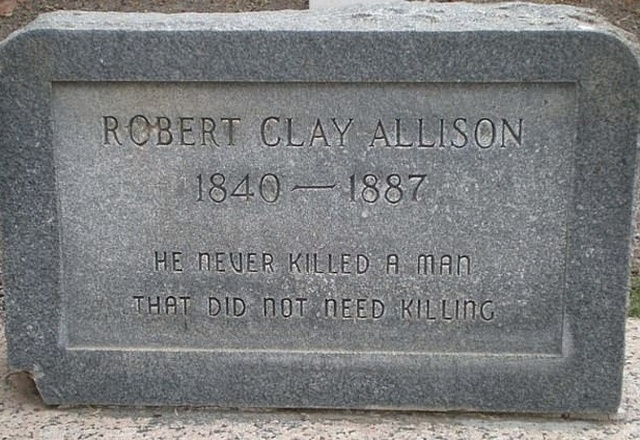 ROBERT CLAY ALLISON
1840 — 1887
HE NEVER KILLED A MAN
THAT DID NOT NEED KILLING